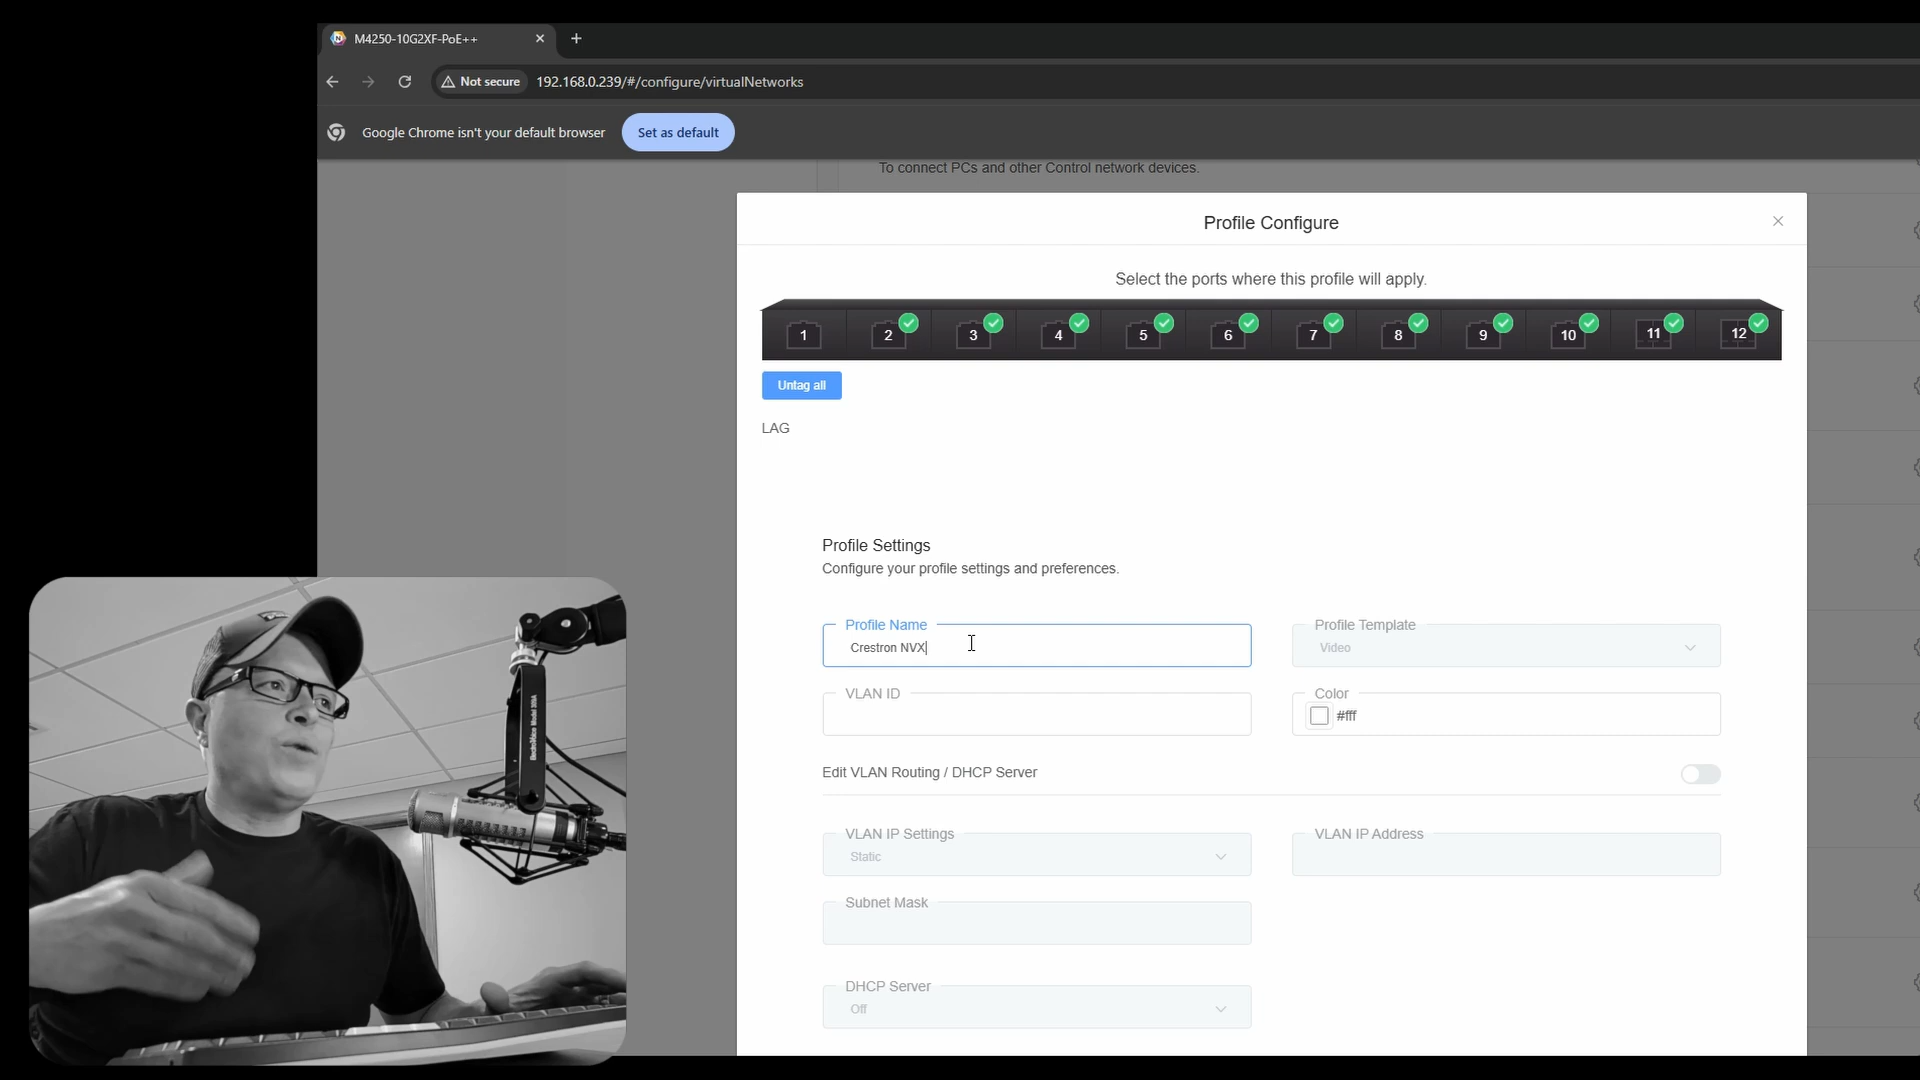 M4250-10G2XF-PoE++
Not secure
192.168.0.239/#/configure/virtualNetworks
Google Chrome isn't your default browser
Set as default
To connect PCs and other Control network devices.
Profile Configure
Select the ports where this profile will apply.
1 2 3 4 5 6 7 8 9 10 11 12
Untag all
LAG
Profile Settings
Configure your profile settings and preferences.
Profile Name
Crestron NVX
Profile Template
Video
VLAN ID
Color
#fff
Edit VLAN Routing / DHCP Server
VLAN IP Settings
Static
VLAN IP Address
Subnet Mask
DHCP Server
Off